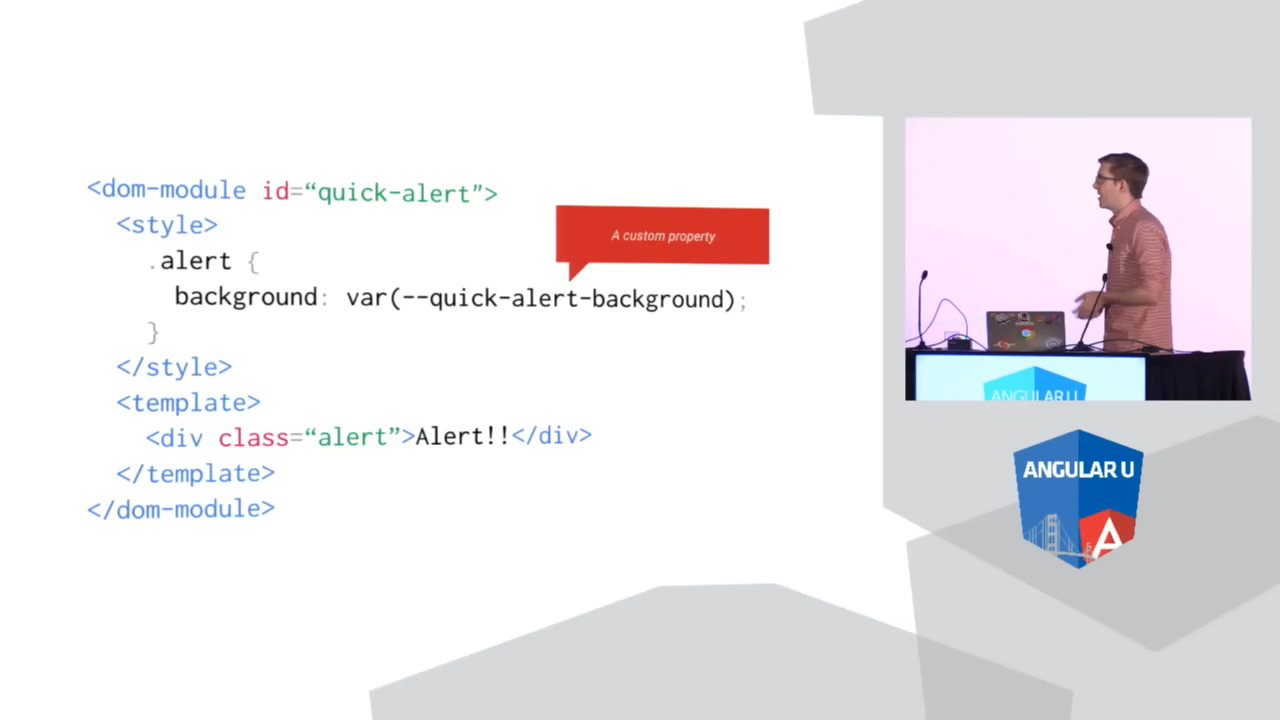 <dom-module id=“quick-alert">
<style>
.alert {
background: var(--quick-alert-background);
}
</style>
<template>
<div class=“alert”>Alert!!</div>
</template>
</dom-module>
A custom property
ANGULAR U
ANGULAR U
A